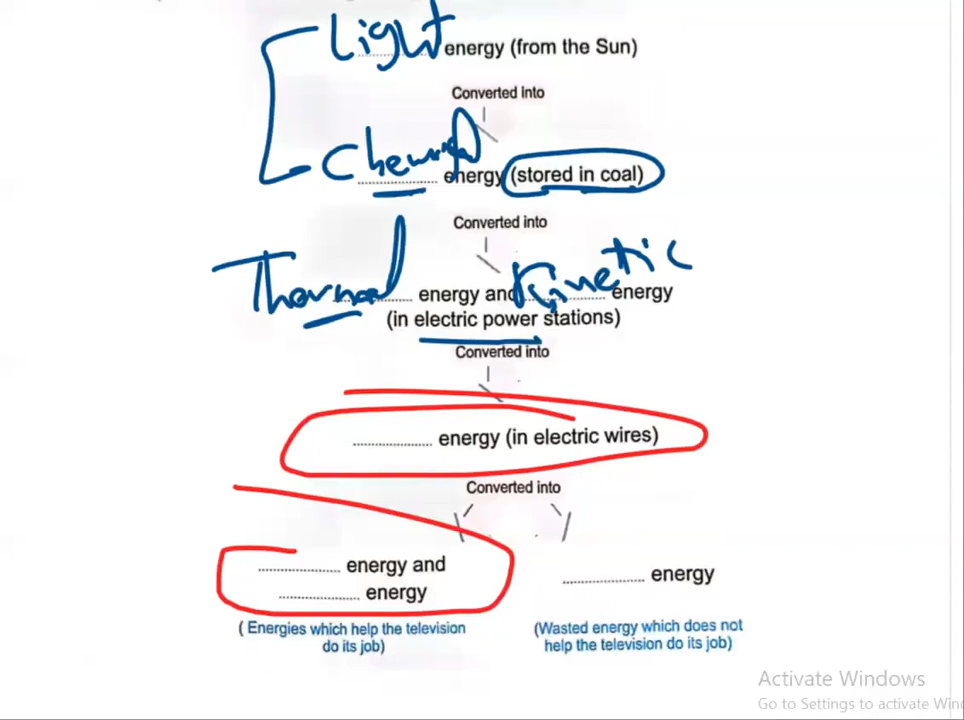 Light energy (from the Sun)
Converted into
Chemical energy (stored in coal)
Converted into
Thermal energy and Kinetic energy
(in electric power stations)
Converted into
.................. energy (in electric wires)
Converted into
.................. energy and
.................. energy
.................. energy
( Energies which help the television
do its job)
(Wasted energy which does not
help the television do its job)
Activate Windows
Go to Settings to activate Win